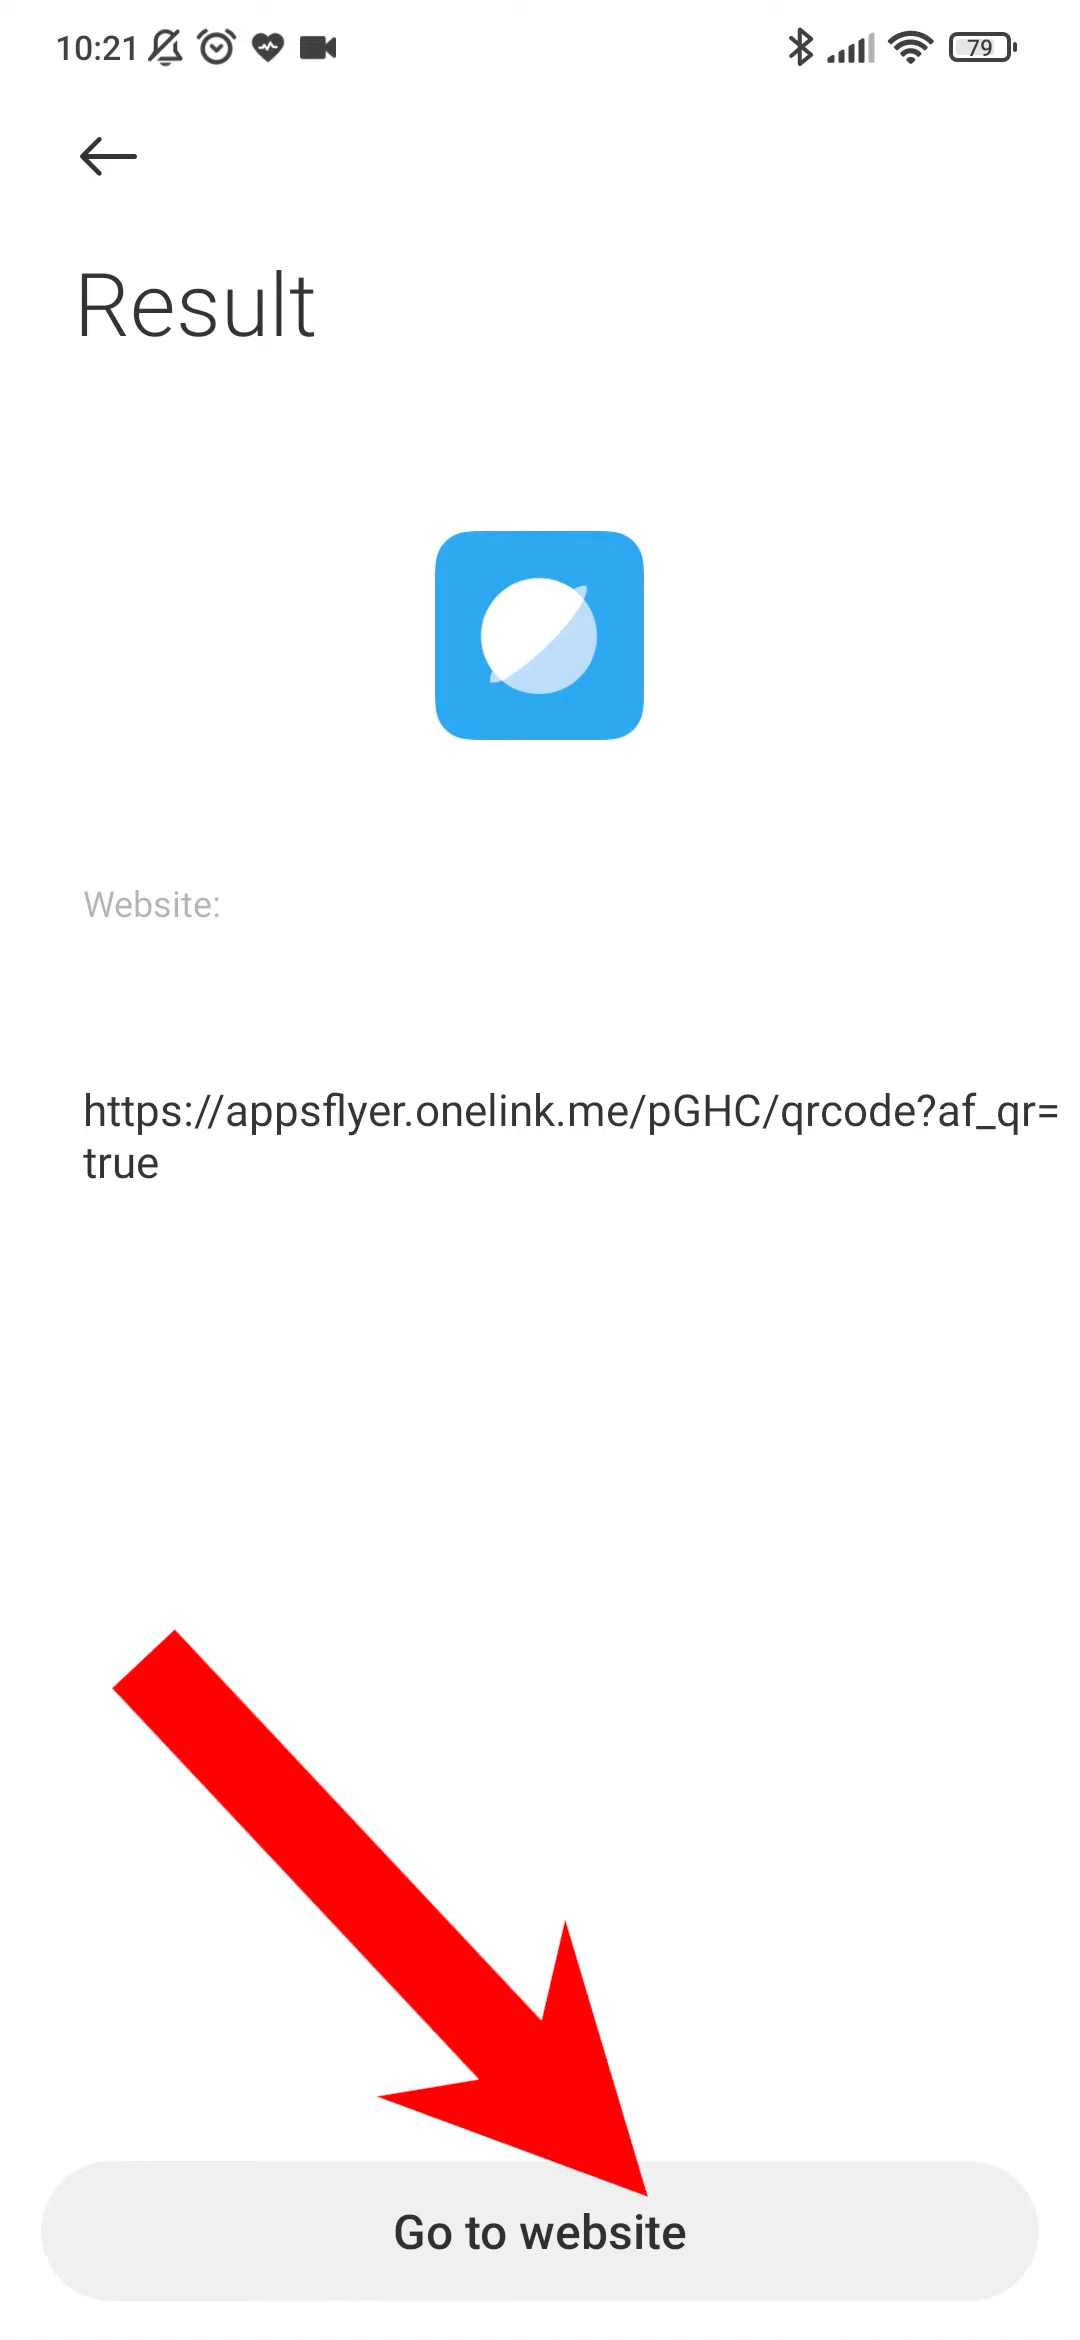 10:21
79
Result
Website:
https://appsflyer.onelink.me/pGHC/qrcode?af_qr=
true
Go to website